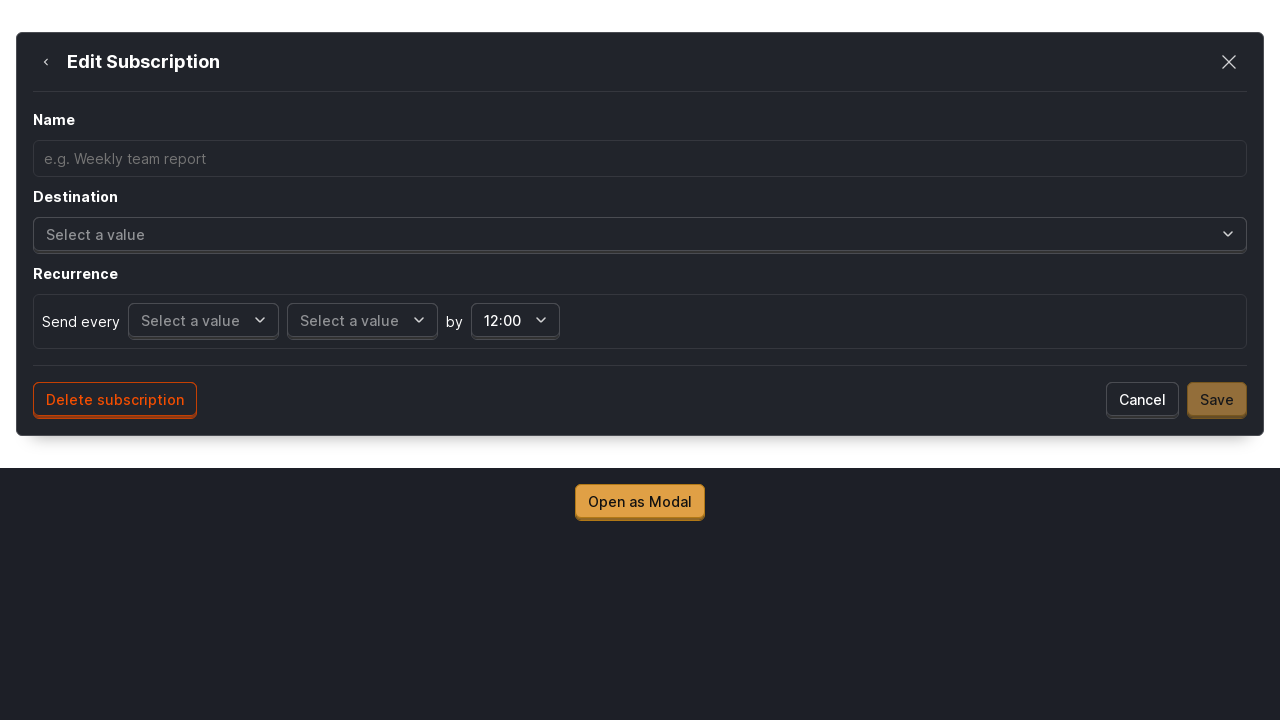 Edit Subscription
Name
e.g. Weekly team report
Destination
Select a value
Recurrence
Send every Select a value Select a value by 12:00
Delete subscription Cancel Save
Open as Modal